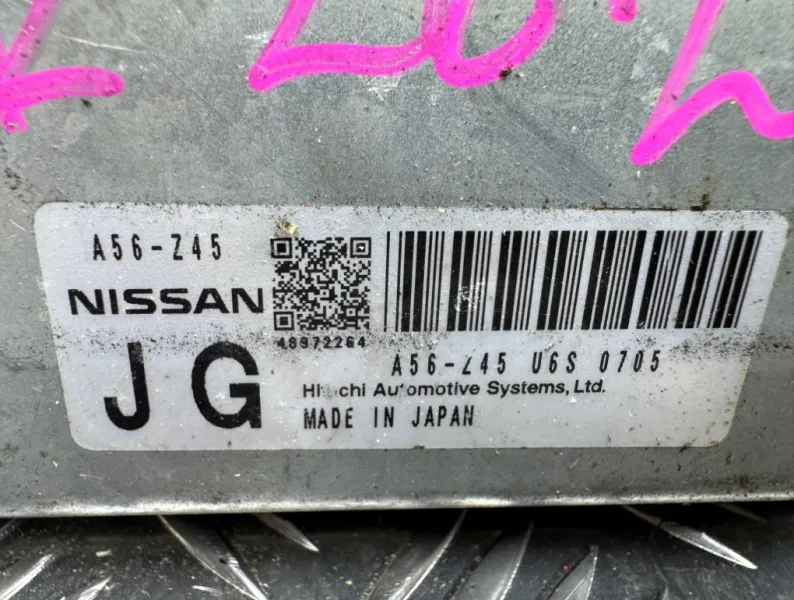 A56-Z45
NISSAN
48972264
JG
A56-Z45 U6S 0705
Hitachi Automotive Systems, Ltd.
MADE IN JAPAN